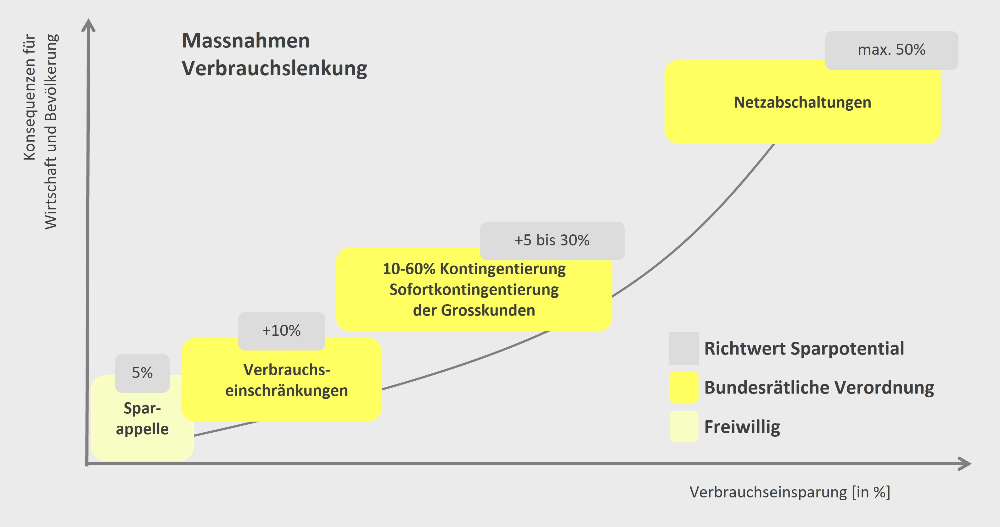 Konsequenzen für
Wirtschaft und Bevölkerung
Massnahmen
Verbrauchslenkung
max. 50%
Netzabschaltungen
+5 bis 30%
10-60% Kontingentierung
Sofortkontingentierung
der Grosskunden
+10%
Verbrauchs-
einschränkungen
5%
Spar-
appelle
Richtwert Sparpotential
Bundesrätliche Verordnung
Freiwillig
Verbrauchseinsparung [in %]